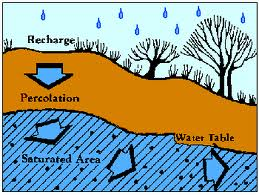 Recharge
Percolation
Water Table
Saturated Area